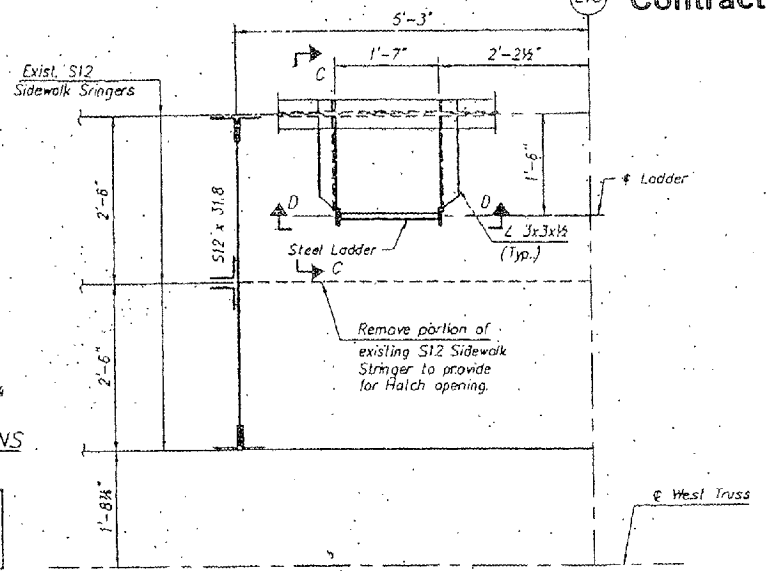 Contract
5'-3"
1'-7"
2'-2½"
C
Exist. S12
Sidewalk Sringers
2'-6"
S12 x 31.8
1'-6"
D
D
℄ Ladder
L 3x3x½
(Typ.)
Steel Ladder
C
Remove portion of
existing S12 Sidewalk
Stringer to provide
for Hatch opening.
2'-6"
NS
1'-8⅞"
℄ West Truss